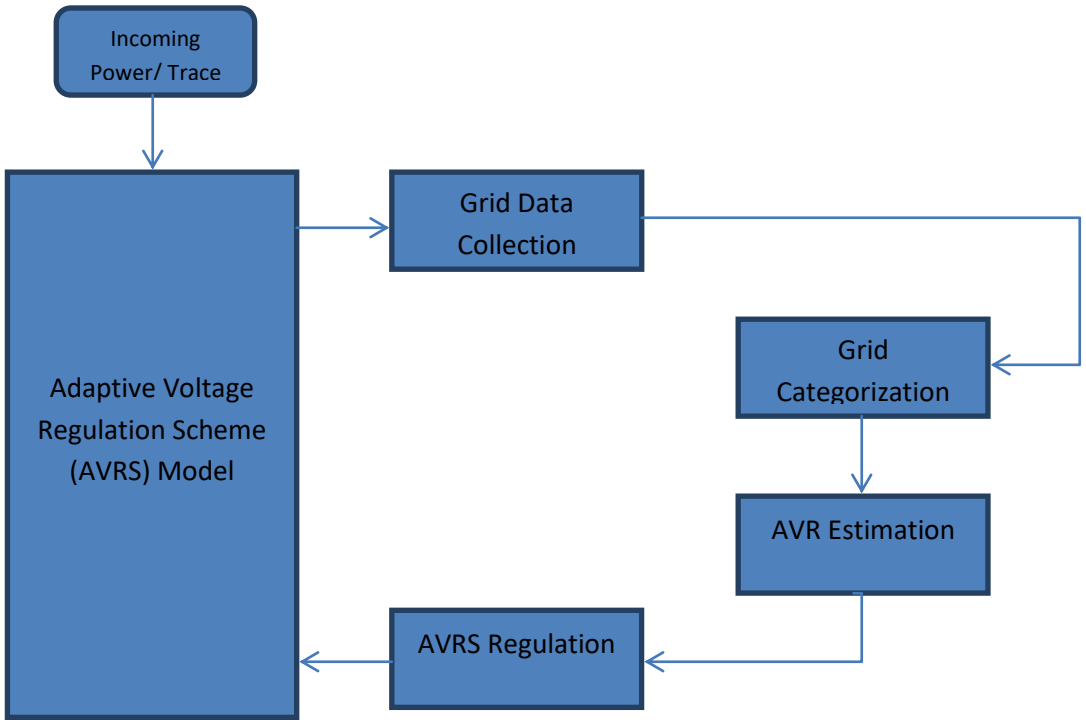 Incoming
Power/ Trace
Grid Data
Collection
Grid
Categorization
Adaptive Voltage
Regulation Scheme
(AVRS) Model
AVR Estimation
AVRS Regulation